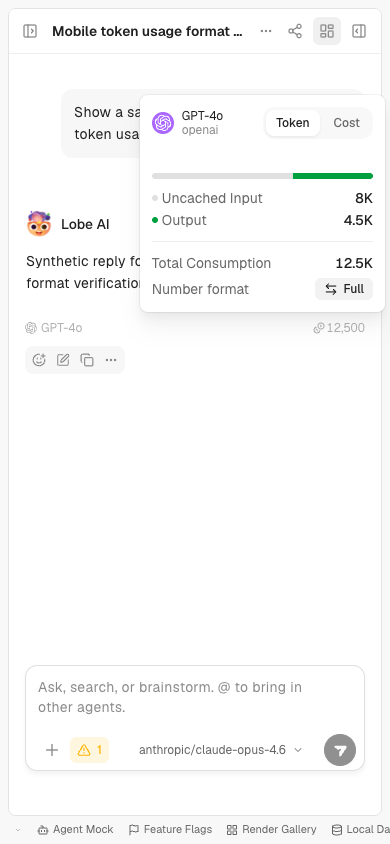 Mobile token usage format ...
Show a sa
token usa
GPT-4o
openai
Token
Cost
Uncached Input 8K
Output 4.5K
Total Consumption 12.5K
Number format Full
Lobe AI
Synthetic reply fo
format verification
GPT-4o
12,500
Ask, search, or brainstorm. @ to bring in
other agents.
1
anthropic/claude-opus-4.6
Agent Mock
Feature Flags
Render Gallery
Local Da